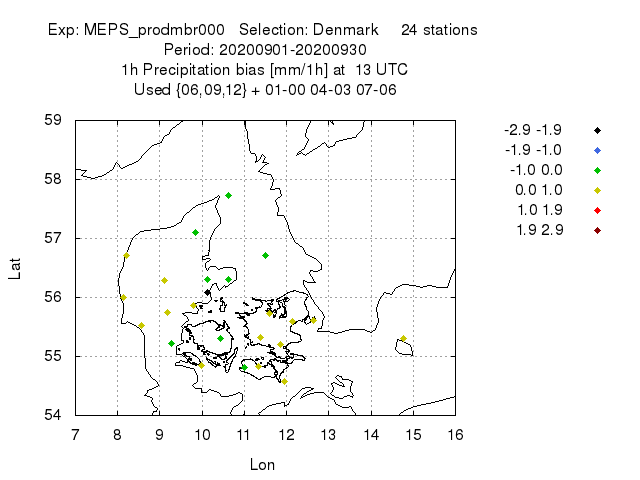 Exp: MEPS_prodmbr000 Selection: Denmark 24 stations
Period: 20200901-20200930
1h Precipitation bias [mm/1h] at 13 UTC
Used {06,09,12} + 01-00 04-03 07-06
59
58
57
56
55
54
Lat
7 8 9 10 11 12 13 14 15 16
Lon
-2.9 -1.9
-1.9 -1.0
-1.0 0.0
0.0 1.0
1.0 1.9
1.9 2.9